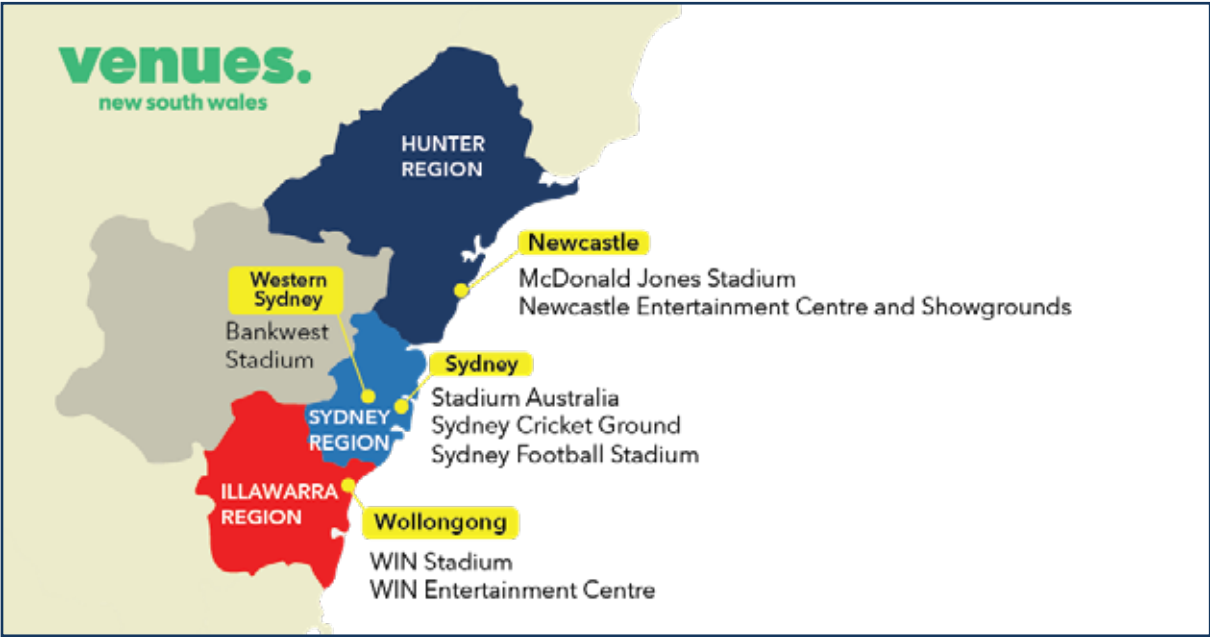 venues.
new south wales
HUNTER
REGION
Newcastle
McDonald Jones Stadium
Newcastle Entertainment Centre and Showgrounds
Western
Sydney
Bankwest
Stadium
Sydney
Stadium Australia
Sydney Cricket Ground
Sydney Football Stadium
SYDNEY
REGION
ILLAWARRA
REGION
Wollongong
WIN Stadium
WIN Entertainment Centre